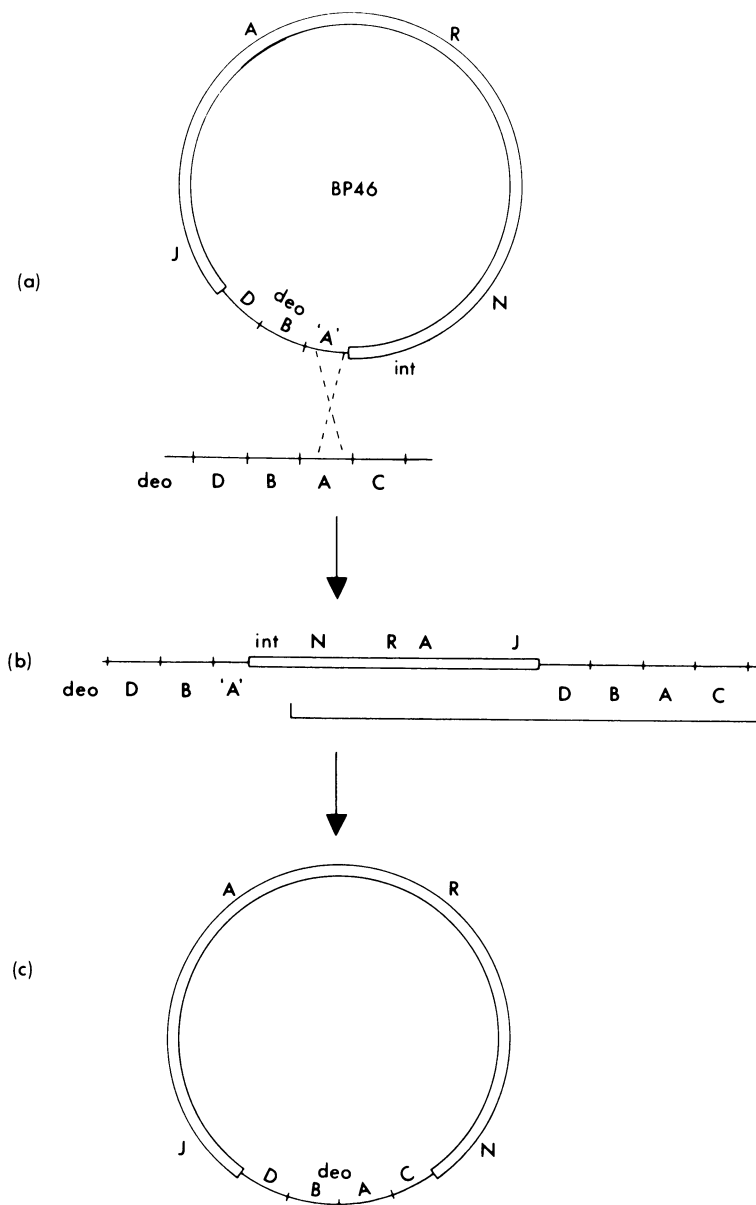 A R
BP46
J
(a)
D deo B 'A'
N
int
deo D B A C
int N R A J
(b)
deo D B 'A' D B A C
A R
(c)
J N
D deo B A C